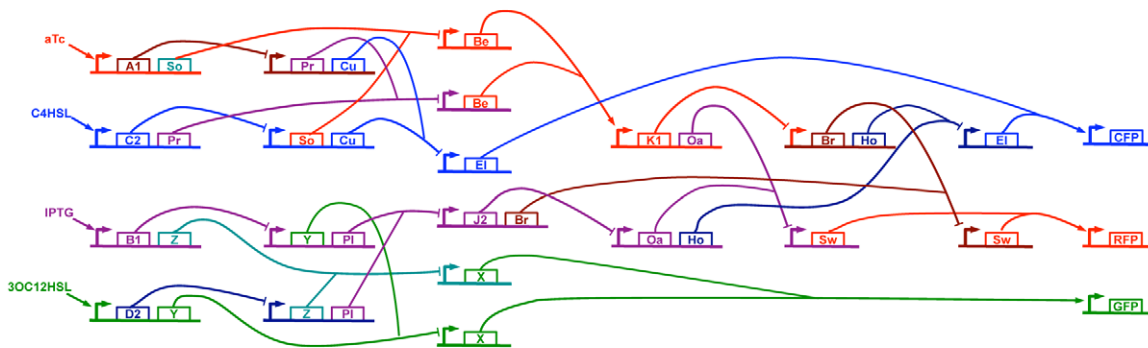 aTc
A1 So
Pr Cu
Be
C4HSL
C2 Pr
So Cu
Be
El
K1 Oa
Br Ho
El
CFP
IPTG
B1 Z
Y Pl
J2 Br
Oa Ho
Sw
Sw
RFP
3OC12HSL
D2 Y
Z Pl
X
X
GFP